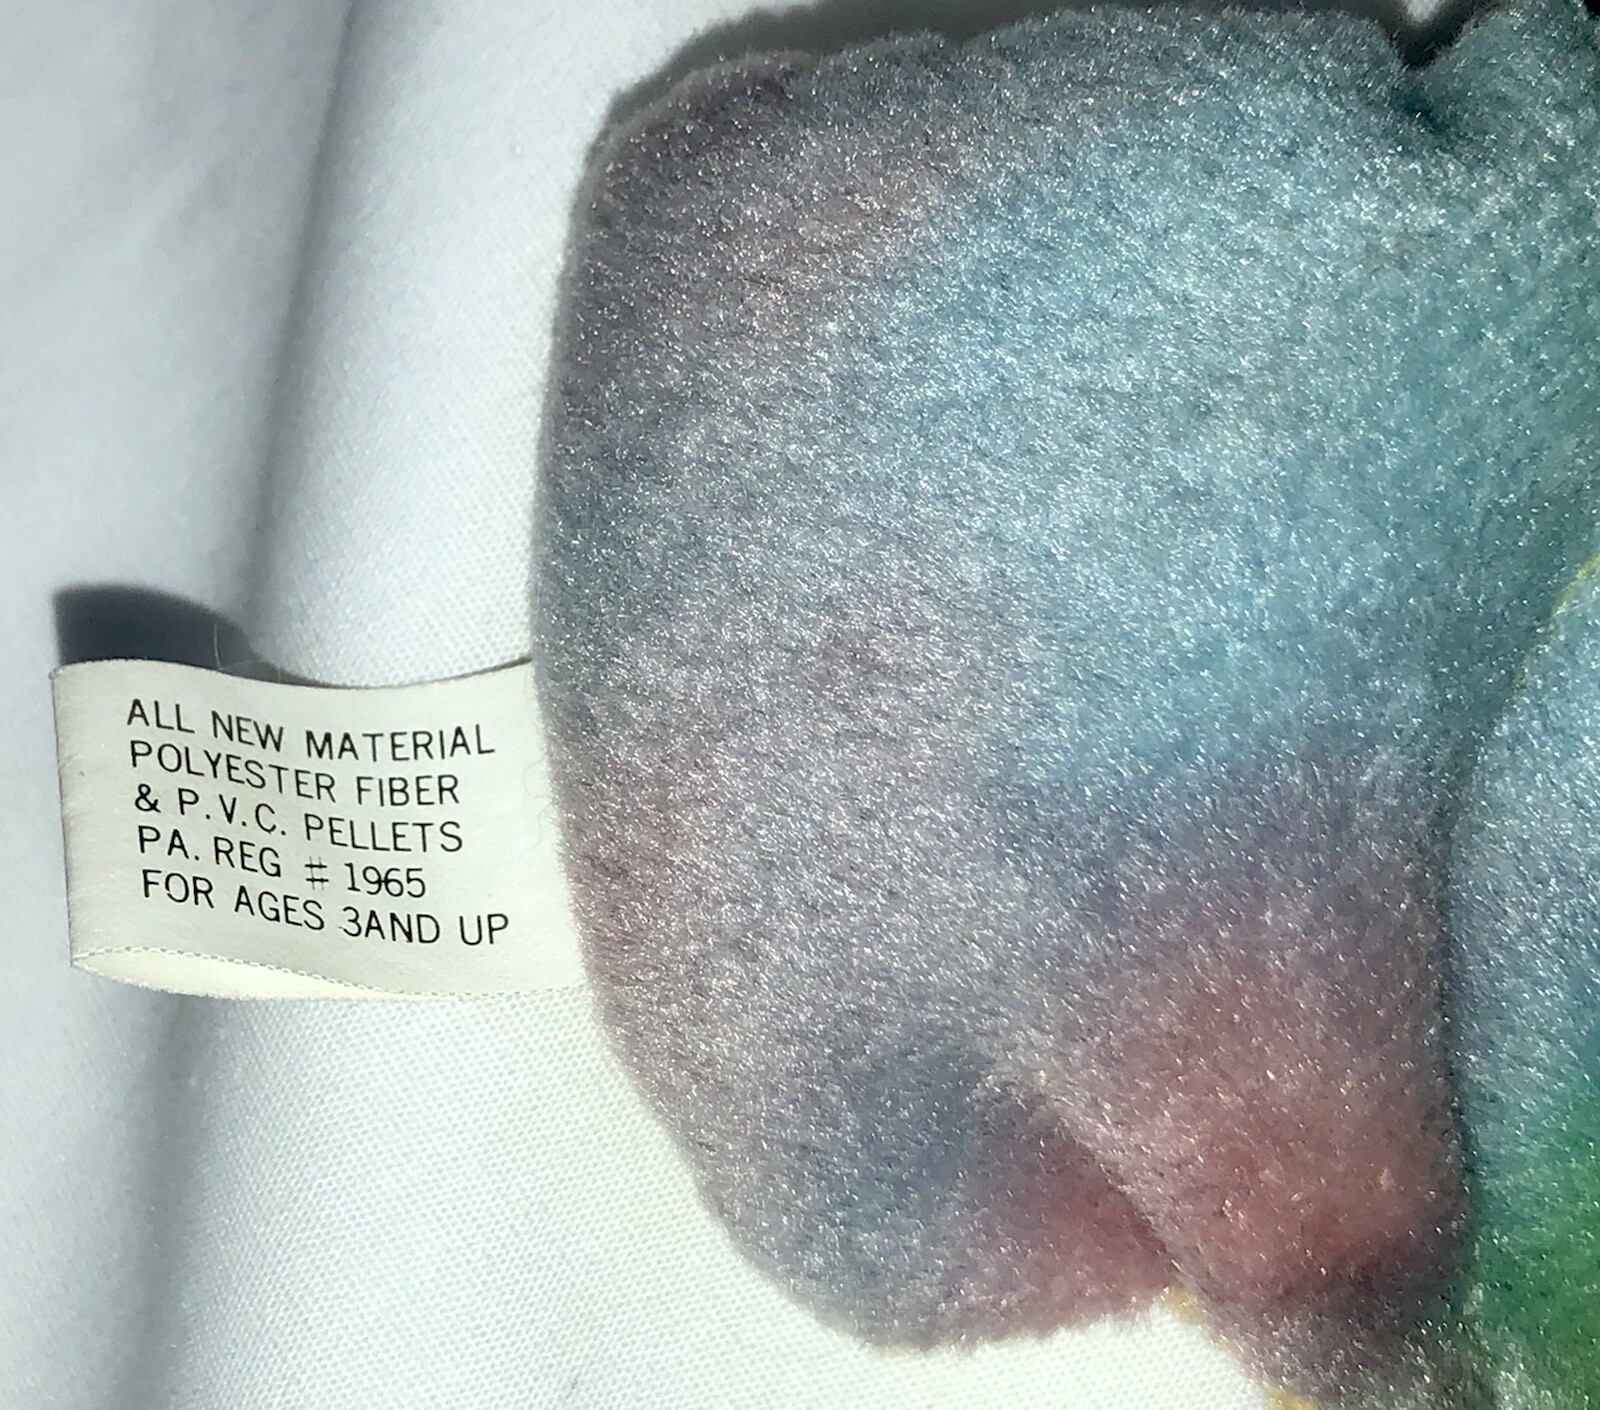 ALL NEW MATERIAL
POLYESTER FIBER
& P.V.C. PELLETS
PA. REG # 1965
FOR AGES 3AND UP